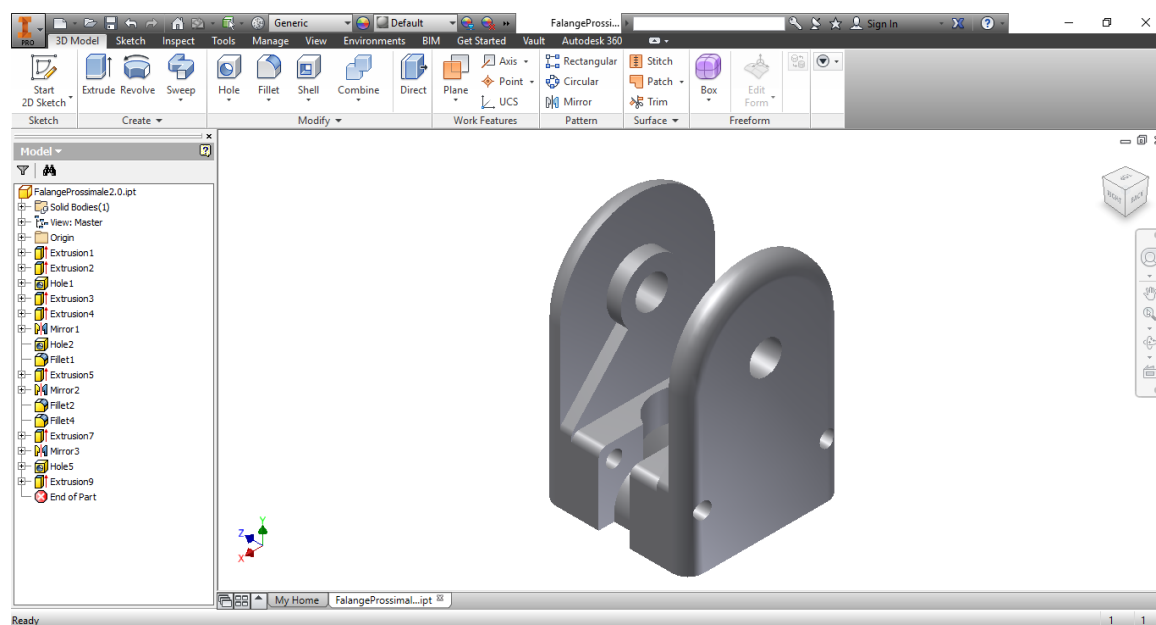 Generic
Default
FalangeProssi...
Sign In
PRO
3D Model Sketch Inspect Tools Manage View Environments BIM Get Started Vault Autodesk 360
Start
2D Sketch
Extrude Revolve Sweep
Hole Fillet Shell Combine Direct
Plane
Axis
Point
UCS
Rectangular
Circular
Mirror
Stitch
Patch
Trim
Box
Edit
Form
Sketch Create Modify Work Features Pattern Surface Freeform
Model
FalangeProssimale2.0.ipt
Solid Bodies(1)
View: Master
Origin
Extrusion1
Extrusion2
Hole1
Extrusion3
Extrusion4
Mirror1
Hole2
Fillet1
Extrusion5
Mirror2
Fillet2
Fillet4
Extrusion7
Mirror3
Hole5
Extrusion9
End of Part
RIGHT BACK
Y
Z
X
My Home FalangeProssimal...ipt
Ready 1 1